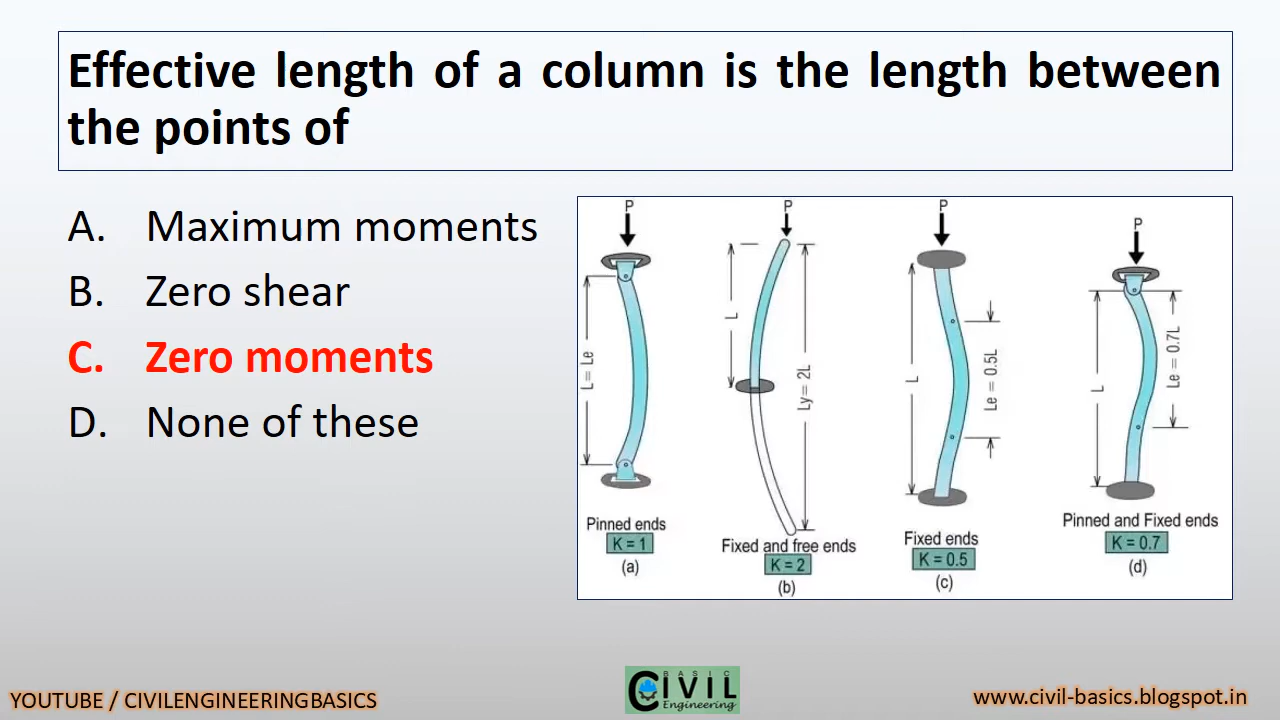 Effective length of a column is the length between
the points of
A. Maximum moments
B. Zero shear
C. Zero moments
D. None of these
P
L = Le
Pinned ends
K = 1
(a)
P
L
Ly = 2L
Fixed and free ends
K = 2
(b)
P
L
Le = 0.5L
Fixed ends
K = 0.5
(c)
P
L
Le = 0.7L
Pinned and Fixed ends
K = 0.7
(d)
YOUTUBE / CIVILENGINEERINGBASICS
BASIC
CIVIL
Engineering
www.civil-basics.blogspot.in